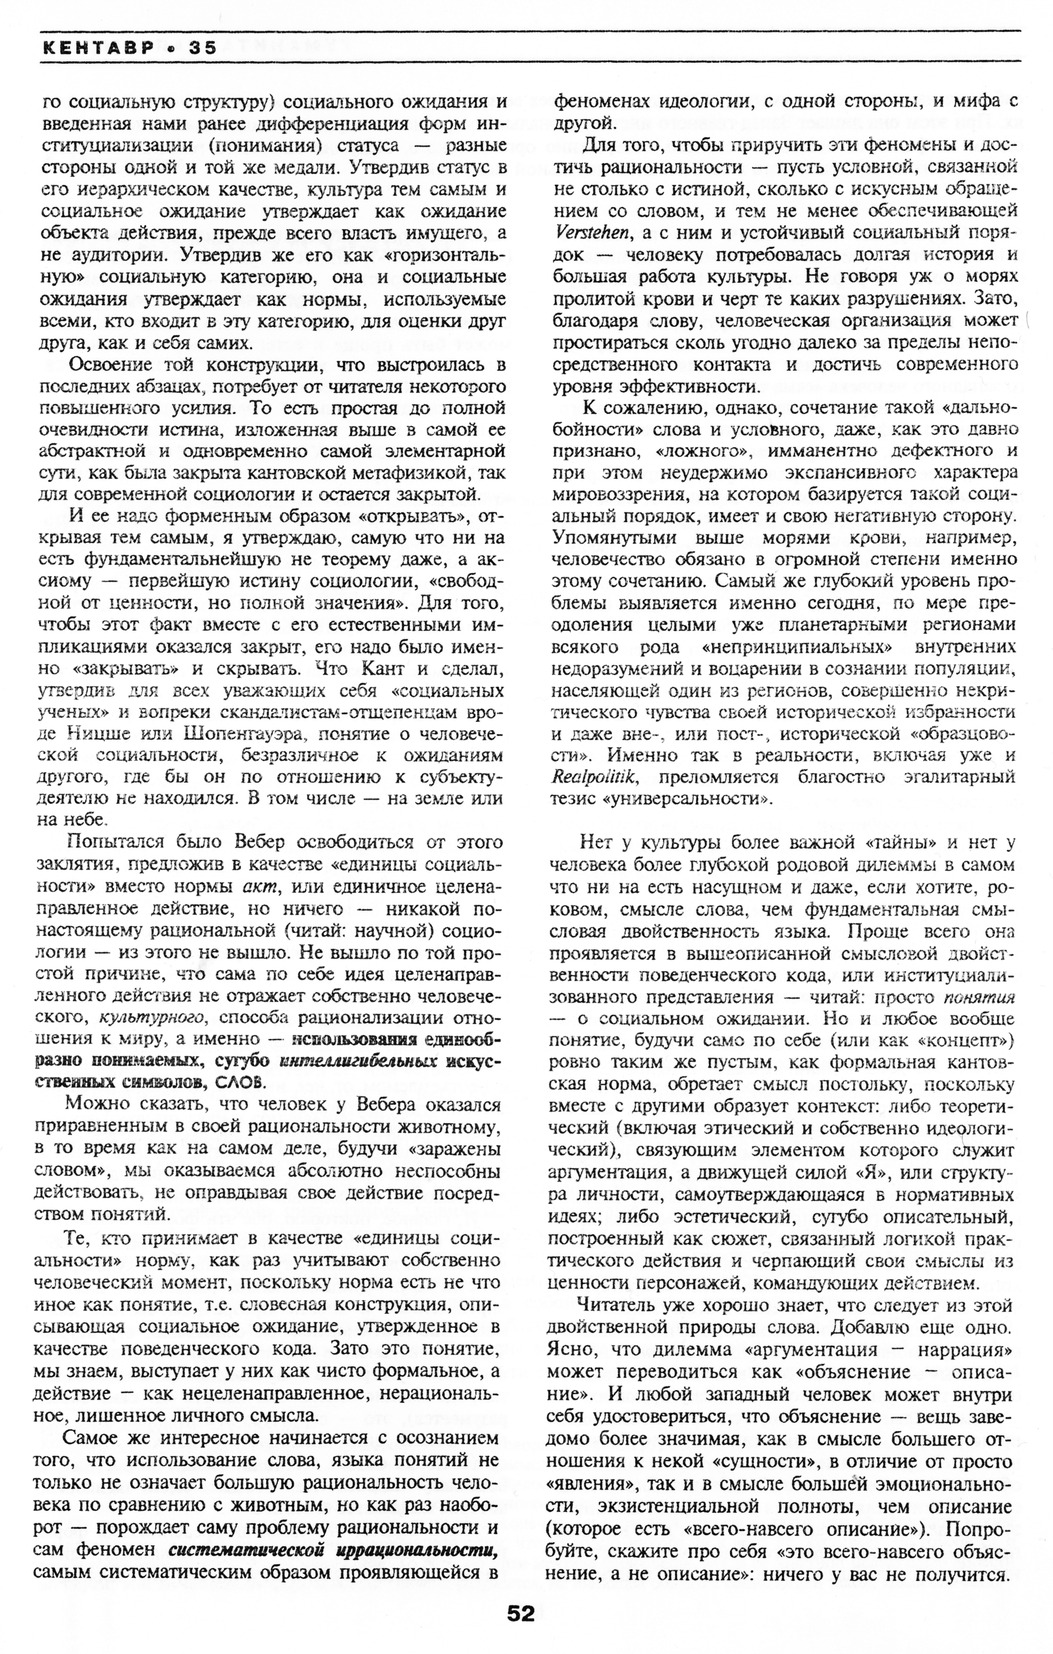 КЕНТАВР • 35
го социальную структуру) социального ожидания и
введенная нами ранее дифференциация форм ин-
ституциализации (понимания) статуса — разные
стороны одной и той же медали. Утвердив статус в
его иерархическом качестве, культура тем самым и
социальное ожидание утверждает как ожидание
объекта действия, прежде всего власть имущего, а
не аудитории. Утвердив же его как «горизонталь-
ную» социальную категорию, она и социальные
ожидания утверждает как нормы, используемые
всеми, кто входит в эту категорию, для оценки друг
друга, как и себя самих.
Освоение той конструкции, что выстроилась в
последних абзацах, потребует от читателя некоторого
повышенного усилия. То есть простая до полной
очевидности истина, изложенная выше в самой ее
абстрактной и одновременно самой элементарной
сути, как была закрыта кантовской метафизикой, так
для современной социологии и остается закрытой.
И ее надо форменным образом «открывать», от-
крывая тем самым, я утверждаю, самую что ни на
есть фундаментальнейшую не теорему даже, а ак-
сиому — первейшую истину социологии, «свобод-
ной от ценности, но полной значения». Для того,
чтобы этот факт вместе с его естественными им-
пликациями оказался закрыт, его надо было имен-
но «закрывать» и скрывать. Что Кант и сделал,
утвердив для всех уважающих себя «социальных
ученых» и вопреки скандалистам-отщепенцам вро-
де Ницше или Шопенгауэра, понятие о человече-
ской социальности, безразличное к ожиданиям
другого, где бы он по отношению к субъекту-
деятелю не находился. В том числе — на земле или
на небе.
Попытался было Вебер освободиться от этого
заклятия, предложив в качестве «единицы социаль-
ности» вместо нормы акт, или единичное целена-
правленное действие, но ничего — никакой по-
настоящему рациональной (читай: научной) социо-
логии — из этого не вышло. Не вышло по той про-
стой причине, что сама по себе идея целенаправ-
ленного действия не отражает собственно человече-
ского, культурного, способа рационализации отно-
шения к миру, а именно — использования единооб-
разно понимаемых, сугубо интеллигибельных искус-
ственных символов, СЛОВ.
Можно сказать, что человек у Вебера оказался
приравненным в своей рациональности животному,
в то время как на самом деле, будучи «заражены
словом», мы оказываемся абсолютно неспособны
действовать, не оправдывая свое действие посред-
ством понятий.
Те, кто принимает в качестве «единицы соци-
альности» норму, как раз учитывают собственно
человеческий момент, поскольку норма есть не что
иное как понятие, т.е. словесная конструкция, опи-
сывающая социальное ожидание, утвержденное в
качестве поведенческого кода. Зато это понятие,
мы знаем, выступает у них как чисто формальное, а
действие — как нецеленаправленное, нерациональ-
ное, лишенное личного смысла.
Самое же интересное начинается с осознанием
того, что использование слова, языка понятий не
только не означает большую рациональность чело-
века по сравнению с животным, но как раз наобо-
рот — порождает саму проблему рациональности и
сам феномен систематической иррациональности,
самым систематическим образом проявляющейся в
феноменах идеологии, с одной стороны, и мифа с
другой.
Для того, чтобы приручить эти феномены и дос-
тичь рациональности — пусть условной, связанной
не столько с истиной, сколько с искусным обраще-
нием со словом, и тем не менее обеспечивающей
Verstehen, а с ним и устойчивый социальный поря-
док — человеку потребовалась долгая история и
большая работа культуры. Не говоря уж о морях
пролитой крови и черт те каких разрушениях. Зато,
благодаря слову, человеческая организация может
простираться сколь угодно далеко за пределы непо-
средственного контакта и достичь современного
уровня эффективности.
К сожалению, однако, сочетание такой «дально-
бойности» слова и условного, даже, как это давно
признано, «ложного», имманентно дефектного и
при этом неудержимо экспансивного характера
мировоззрения, на котором базируется такой соци-
альный порядок, имеет и свою негативную сторону.
Упомянутыми выше морями крови, например,
человечество обязано в огромной степени именно
этому сочетанию. Самый же глубокий уровень про-
блемы выявляется именно сегодня, по мере пре-
одоления целыми уже планетарными регионами
всякого рода «непринципиальных» внутренних
недоразумений и воцарении в сознании популяции,
населяющей один из регионов, совершенно некри-
тического чувства своей исторической избранности
и даже вне-, или пост-, исторической «образцово-
сти». Именно так в реальности, включая уже и
Realpolitik, преломляется благостно эгалитарный
тезис «универсальности».
Нет у культуры более важной «тайны» и нет у
человека более глубокой родовой дилеммы в самом
что ни на есть насущном и даже, если хотите, ро-
ковом, смысле слова, чем фундаментальная смы-
словая двойственность языка. Проще всего она
проявляется в вышеописанной смысловой двойст-
венности поведенческого кода, или институциали-
зованного представления — читай: просто понятия
— о социальном ожидании. Но и любое вообще
понятие, будучи само по себе (или как «концепт»)
ровно таким же пустым, как формальная кантов-
ская норма, обретает смысл постольку, поскольку
вместе с другими образует контекст: либо теорети-
ческий (включая этический и собственно идеологи-
ческий), связующим элементом которого служит
аргументация, а движущей силой «Я», или структу-
ра личности, самоутверждающаяся в нормативных
идеях; либо эстетический, сугубо описательный,
построенный как сюжет, связанный логикой прак-
тического действия и черпающий свои смыслы из
ценности персонажей, командующих действием.
Читатель уже хорошо знает, что следует из этой
двойственной природы слова. Добавлю еще одно.
Ясно, что дилемма «аргументация — наррация»
может переводиться как «объяснение — описа-
ние». И любой западный человек может внутри
себя удостовериться, что объяснение — вещь заве-
домо более значимая, как в смысле большего от-
ношения к некой «сущности», в отличие от просто
«явления», так и в смысле большей эмоционально-
сти, экзистенциальной полноты, чем описание
(которое есть «всего-навсего описание»). Попро-
буйте, скажите про себя «это всего-навсего объяс-
нение, а не описание»: ничего у вас не получится.
52